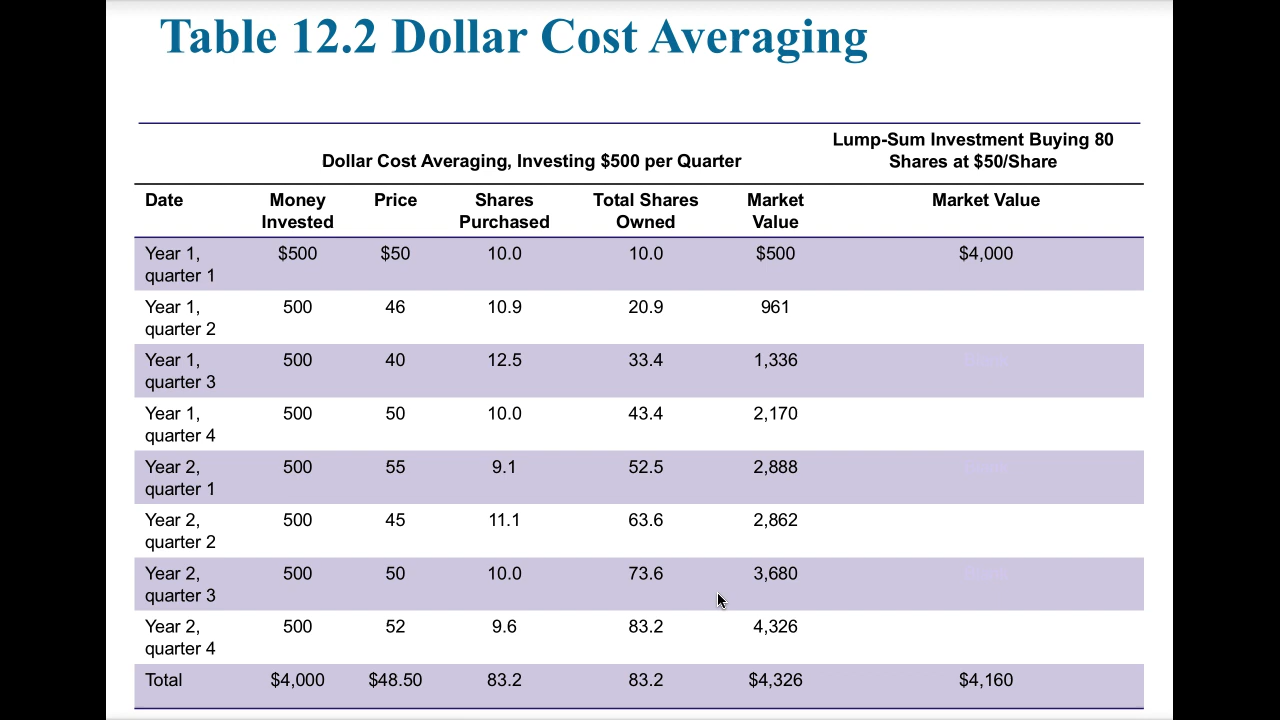 Table 12.2 Dollar Cost Averaging
Dollar Cost Averaging, Investing $500 per Quarter
Lump-Sum Investment Buying 80
Shares at $50/Share
Date Money Invested Price Shares Purchased Total Shares Owned Market Value Market Value
Year 1, quarter 1 $500 $50 10.0 10.0 $500 $4,000
Year 1, quarter 2 500 46 10.9 20.9 961
Year 1, quarter 3 500 40 12.5 33.4 1,336
Year 1, quarter 4 500 50 10.0 43.4 2,170
Year 2, quarter 1 500 55 9.1 52.5 2,888
Year 2, quarter 2 500 45 11.1 63.6 2,862
Year 2, quarter 3 500 50 10.0 73.6 3,680
Year 2, quarter 4 500 52 9.6 83.2 4,326
Total $4,000 $48.50 83.2 83.2 $4,326 $4,160